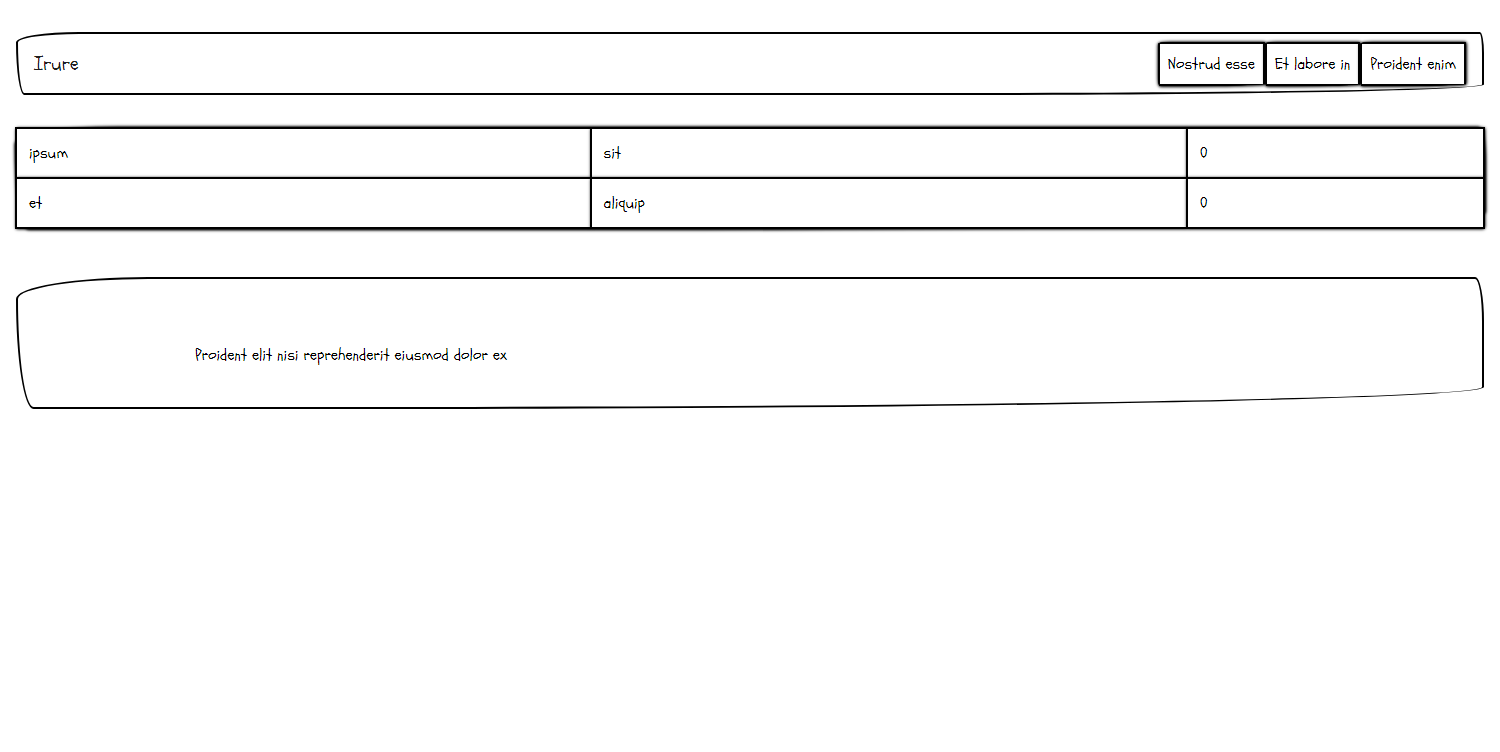 Irure
Nostrud esse
Et labore in
Proident enim
ipsum
sit
0
et
aliquip
0
Proident elit nisi reprehenderit eiusmod dolor ex